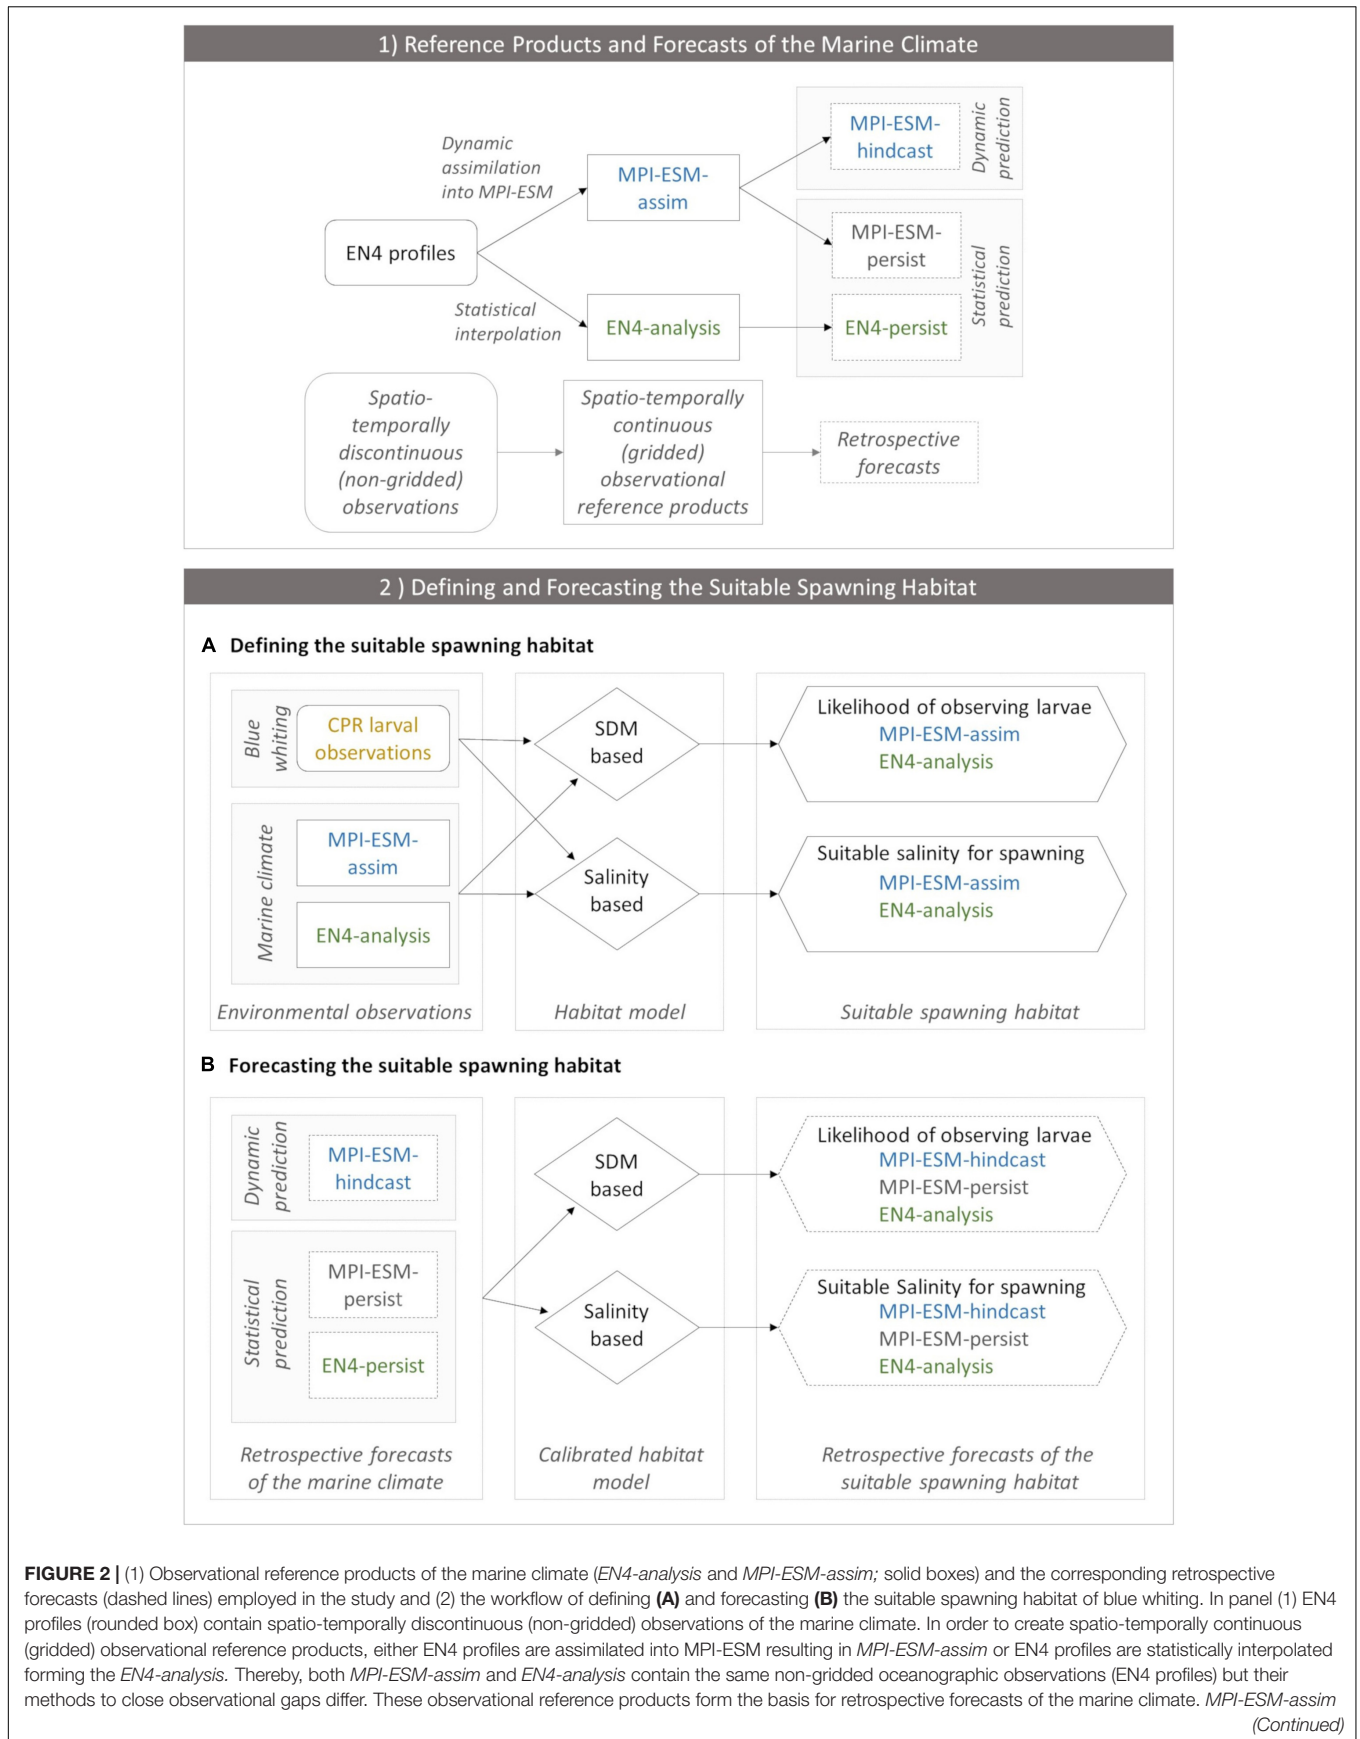 1) Reference Products and Forecasts of the Marine Climate
Dynamic
assimilation
into MPI-ESM
MPI-ESM-
hindcast
Dynamic
prediction
MPI-ESM-
assim
EN4 profiles
MPI-ESM-
persist
Statistical
prediction
Statistical
interpolation
EN4-analysis
EN4-persist
Spatio-
temporally
discontinuous
(non-gridded)
observations
Spatio-temporally
continuous
(gridded)
observational
reference products
Retrospective
forecasts
2 ) Defining and Forecasting the Suitable Spawning Habitat
A Defining the suitable spawning habitat
Blue
whiting
CPR larval
observations
Marine climate
MPI-ESM-
assim
EN4-analysis
Environmental observations
SDM
based
Salinity
based
Habitat model
Likelihood of observing larvae
MPI-ESM-assim
EN4-analysis
Suitable salinity for spawning
MPI-ESM-assim
EN4-analysis
Suitable spawning habitat
B Forecasting the suitable spawning habitat
Dynamic
prediction
MPI-ESM-
hindcast
Statistical
prediction
MPI-ESM-
persist
EN4-persist
Retrospective forecasts
of the marine climate
SDM
based
Salinity
based
Calibrated habitat
model
Likelihood of observing larvae
MPI-ESM-hindcast
MPI-ESM-persist
EN4-analysis
Suitable Salinity for spawning
MPI-ESM-hindcast
MPI-ESM-persist
EN4-analysis
Retrospective forecasts of the
suitable spawning habitat
FIGURE 2 | (1) Observational reference products of the marine climate (EN4-analysis and MPI-ESM-assim; solid boxes) and the corresponding retrospective
forecasts (dashed lines) employed in the study and (2) the workflow of defining (A) and forecasting (B) the suitable spawning habitat of blue whiting. In panel (1) EN4
profiles (rounded box) contain spatio-temporally discontinuous (non-gridded) observations of the marine climate. In order to create spatio-temporally continuous
(gridded) observational reference products, either EN4 profiles are assimilated into MPI-ESM resulting in MPI-ESM-assim or EN4 profiles are statistically interpolated
forming the EN4-analysis. Thereby, both MPI-ESM-assim and EN4-analysis contain the same non-gridded oceanographic observations (EN4 profiles) but their
methods to close observational gaps differ. These observational reference products form the basis for retrospective forecasts of the marine climate. MPI-ESM-assim
(Continued)